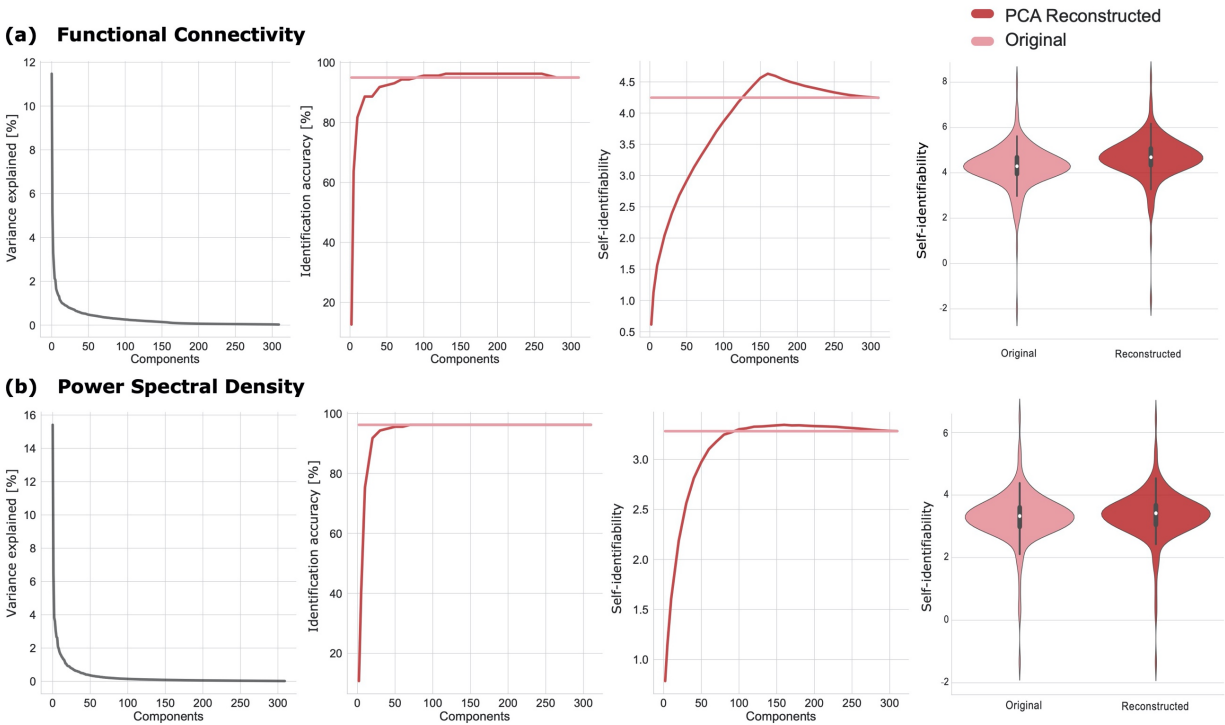 PCA Reconstructed
Original
(a) Functional Connectivity
Variance explained [%]
12
10
8
6
4
2
0
0 50 100 150 200 250 300
Components
Identification accuracy [%]
100
80
60
40
20
0 50 100 150 200 250 300
Components
Self-identifiability
4.5
4.0
3.5
3.0
2.5
2.0
1.5
1.0
0.5
0 50 100 150 200 250 300
Components
Self-identifiability
8
6
4
2
0
-2
Original Reconstructed
(b) Power Spectral Density
Variance explained [%]
16
14
12
10
8
6
4
2
0
0 50 100 150 200 250 300
Components
Identification accuracy [%]
100
80
60
40
20
0 50 100 150 200 250 300
Components
Self-identifiability
3.0
2.5
2.0
1.5
1.0
0 50 100 150 200 250 300
Components
Self-identifiability
6
4
2
0
-2
Original Reconstructed